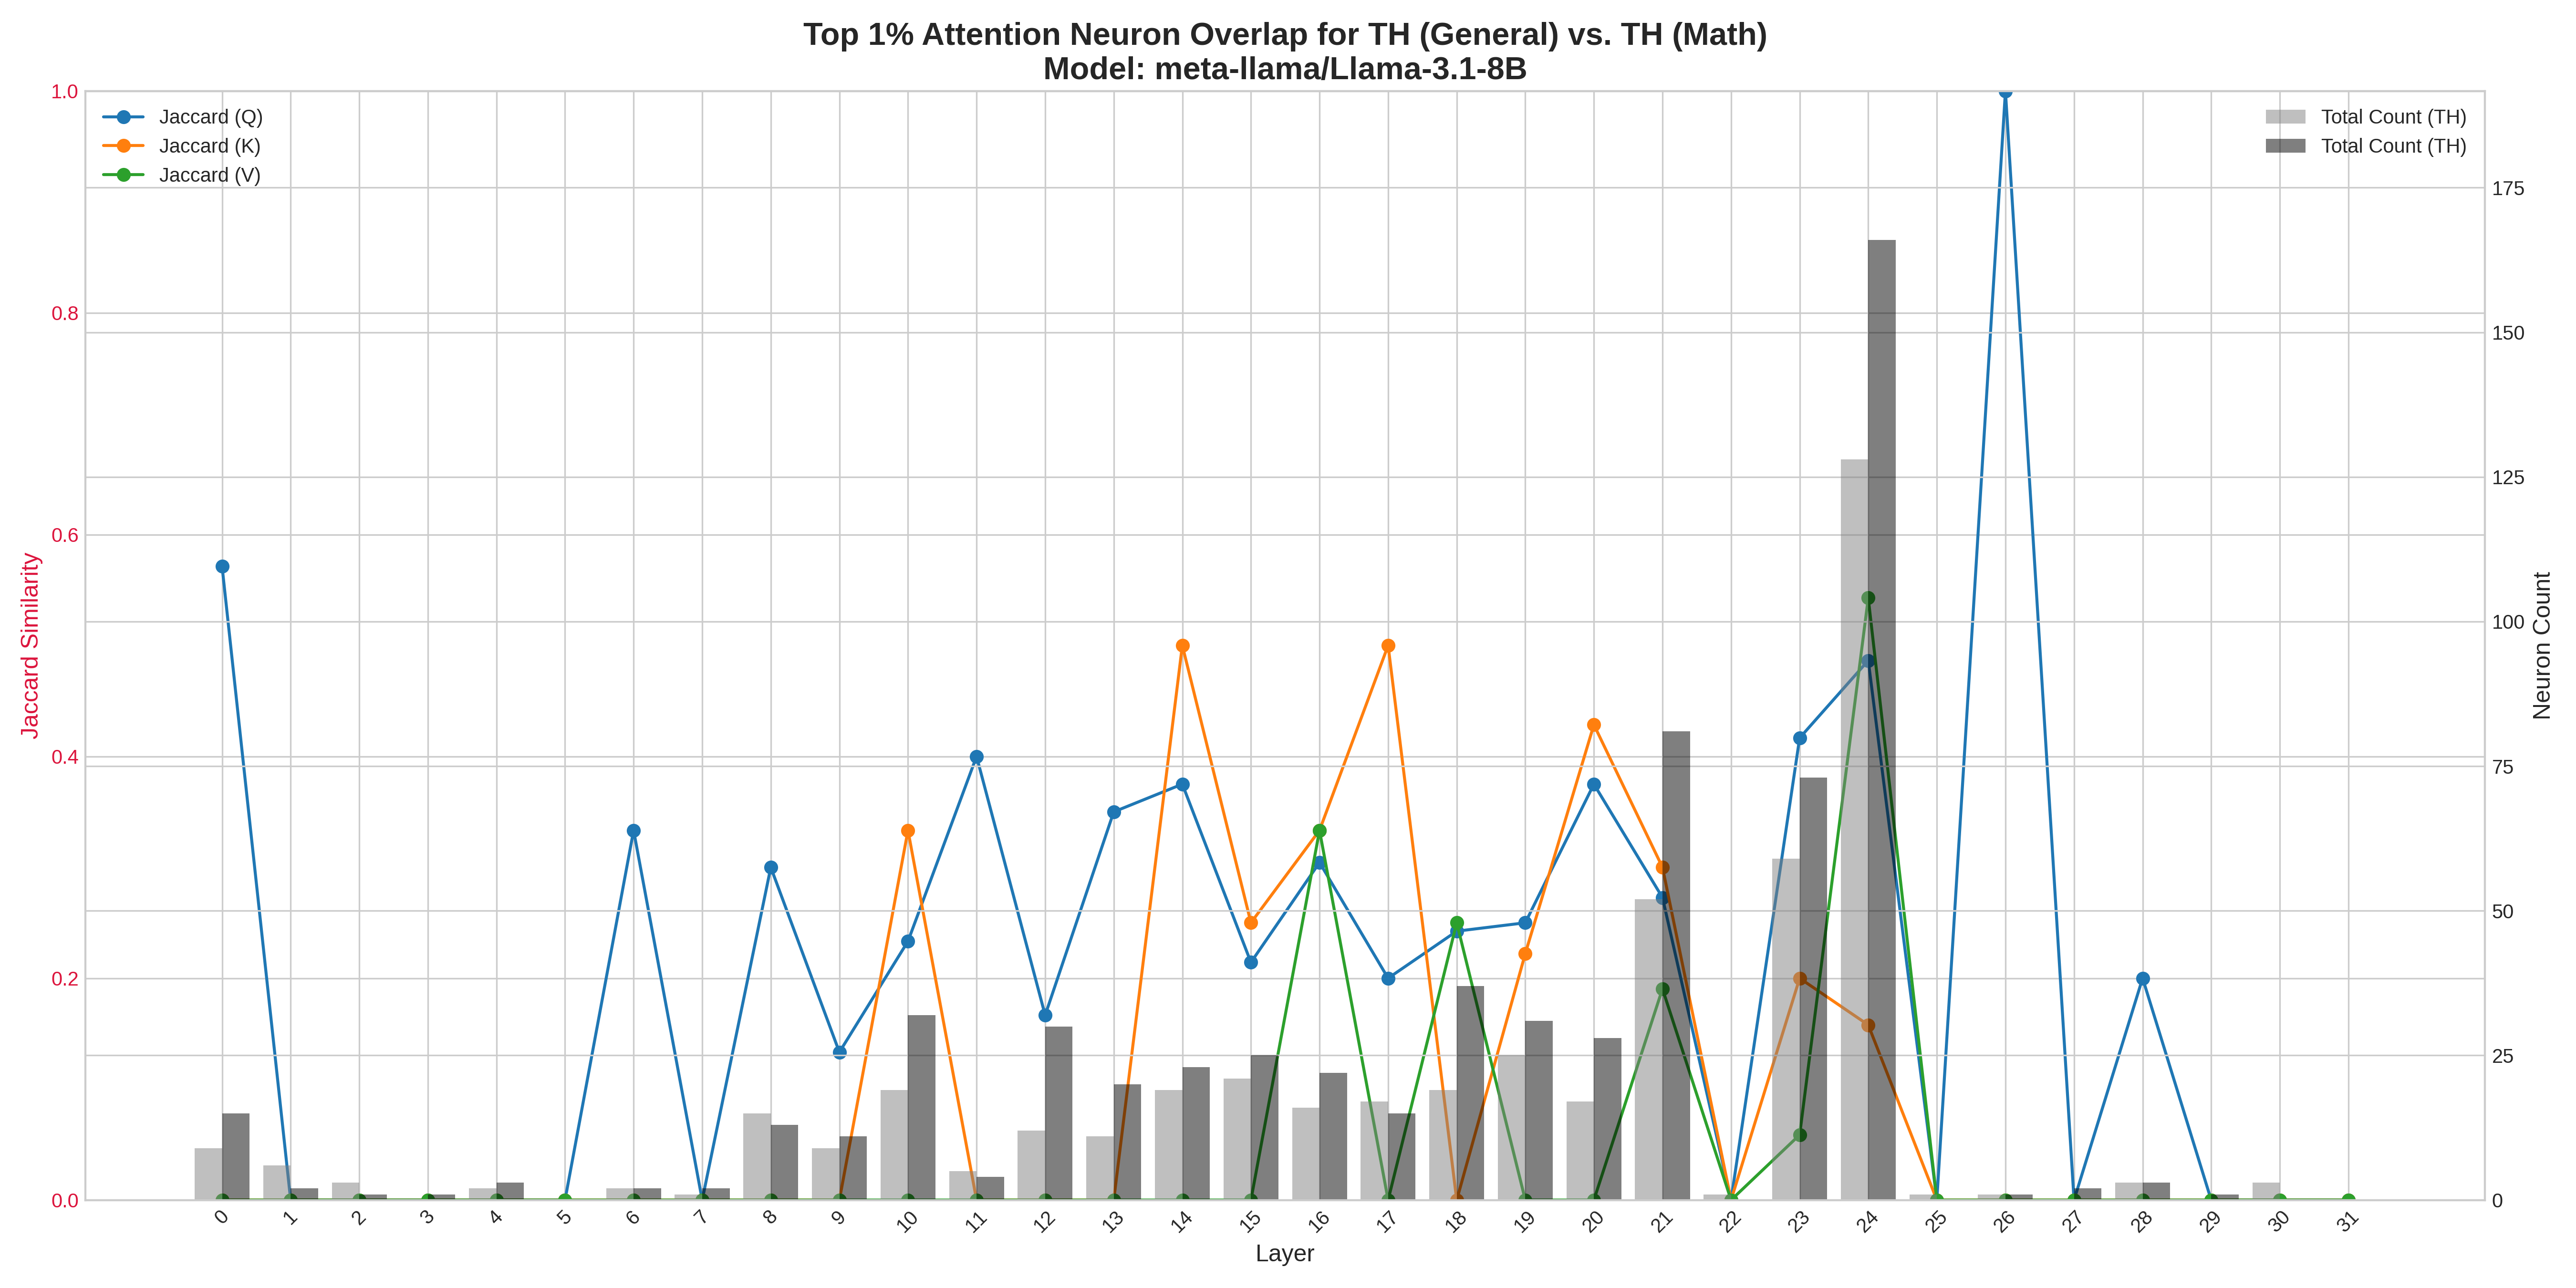 Top 1% Attention Neuron Overlap for TH (General) vs. TH (Math)
Model: meta-llama/Llama-3.1-8B
Jaccard (Q)
Jaccard (K)
Jaccard (V)
Total Count (TH)
Total Count (TH)
Jaccard Similarity
1.0
0.8
0.6
0.4
0.2
0.0
Neuron Count
175
150
125
100
75
50
25
0
0 1 2 3 4 5 6 7 8 9 10 11 12 13 14 15 16 17 18 19 20 21 22 23 24 25 26 27 28 29 30 31
Layer